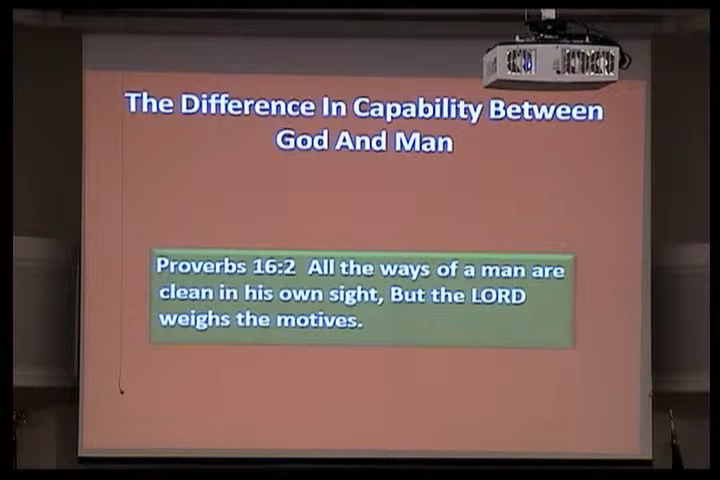 The Difference In Capability Between
God And Man
Proverbs 16:2 All the ways of a man are
clean in his own sight, But the LORD
weighs the motives.